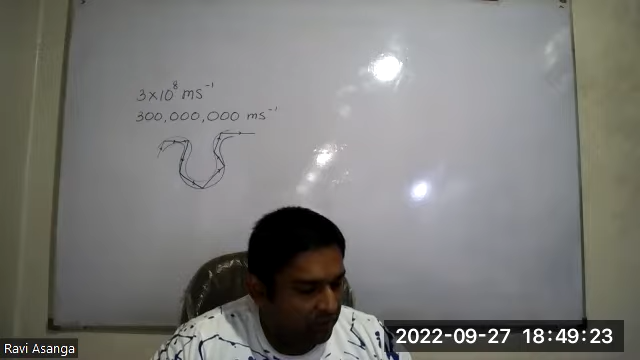 3×10⁸ ms⁻¹
300,000,000 ms⁻¹
Ravi Asanga
2022-09-27 18:49:23